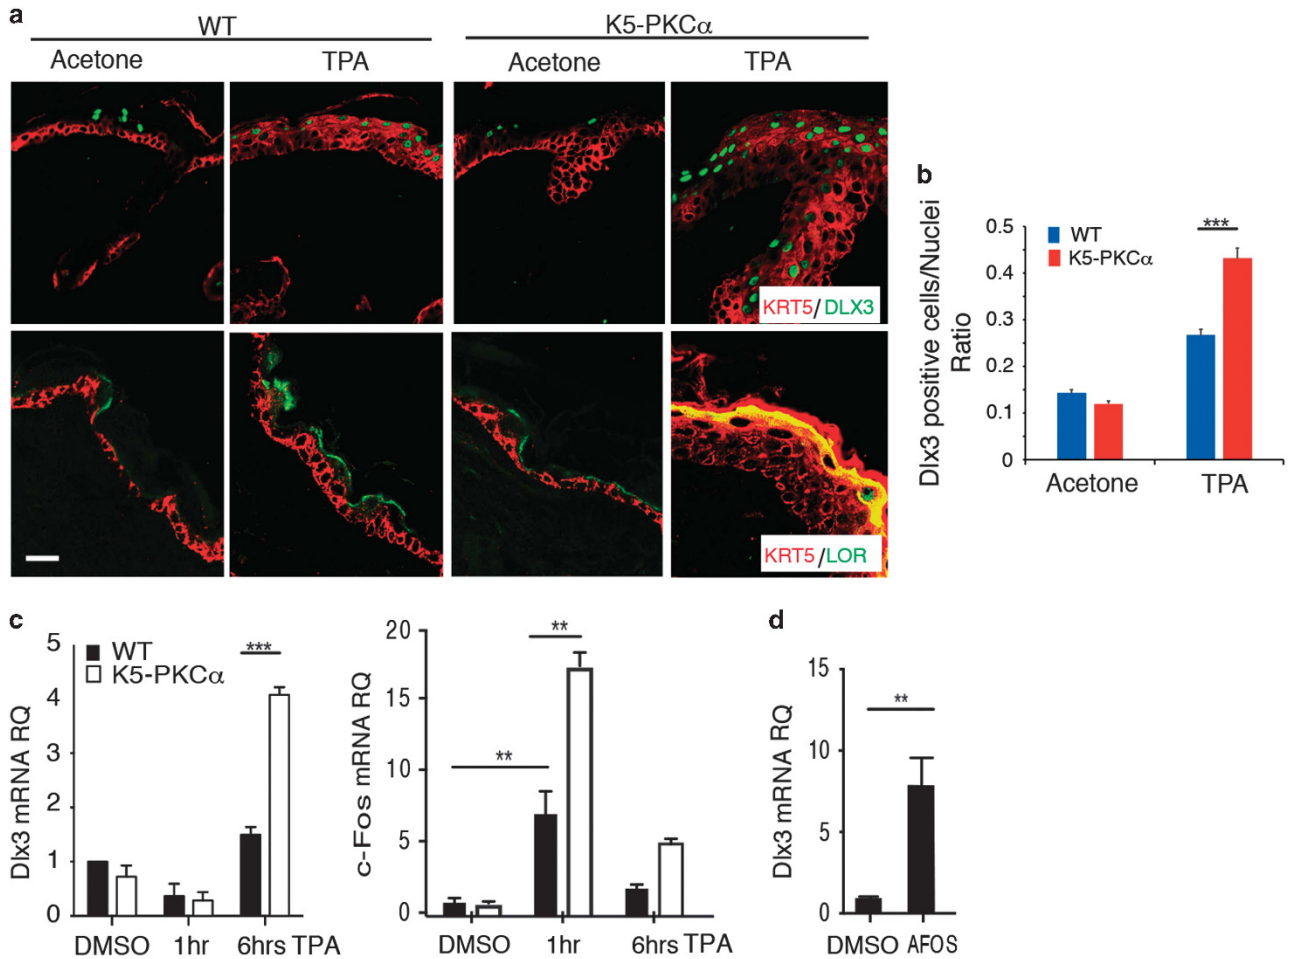 a
WT
K5-PKCα
Acetone
TPA
Acetone
TPA
KRT5/DLX3
KRT5/LOR
b
Dlx3 positive cells/Nuclei
Ratio
0.5
0.4
0.3
0.2
0.1
0
WT
K5-PKCα
***
Acetone
TPA
c
Dlx3 mRNA RQ
5
4
3
2
1
0
WT
K5-PKCα
***
DMSO
1hr
6hrs TPA
c-Fos mRNA RQ
20
15
10
5
0
**
**
DMSO
1hr
6hrs TPA
d
Dlx3 mRNA RQ
15
10
5
0
**
DMSO AFOS